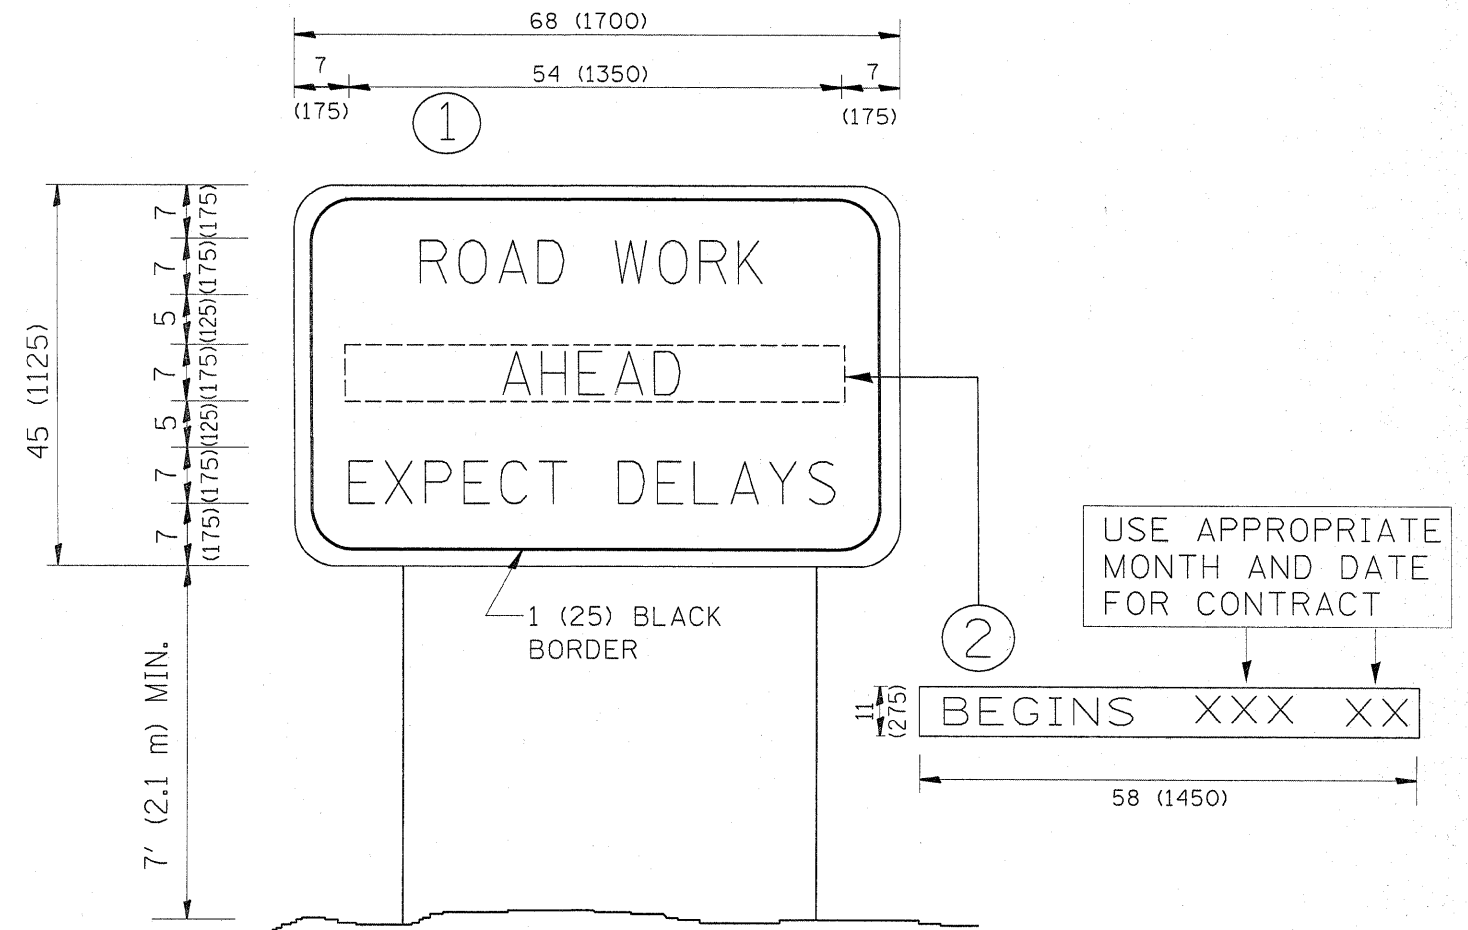 68 (1700)
7
54 (1350)
7
(175)
(175)
1
45 (1125)
7 (175)
7 (175)
5 (125)
7 (175)
5 (125)
7 (175)
7 (175)
ROAD WORK
AHEAD
EXPECT DELAYS
1 (25) BLACK
BORDER
7' (2.1 m) MIN.
USE APPROPRIATE
MONTH AND DATE
FOR CONTRACT
2
11
(275)
BEGINS XXX XX
58 (1450)